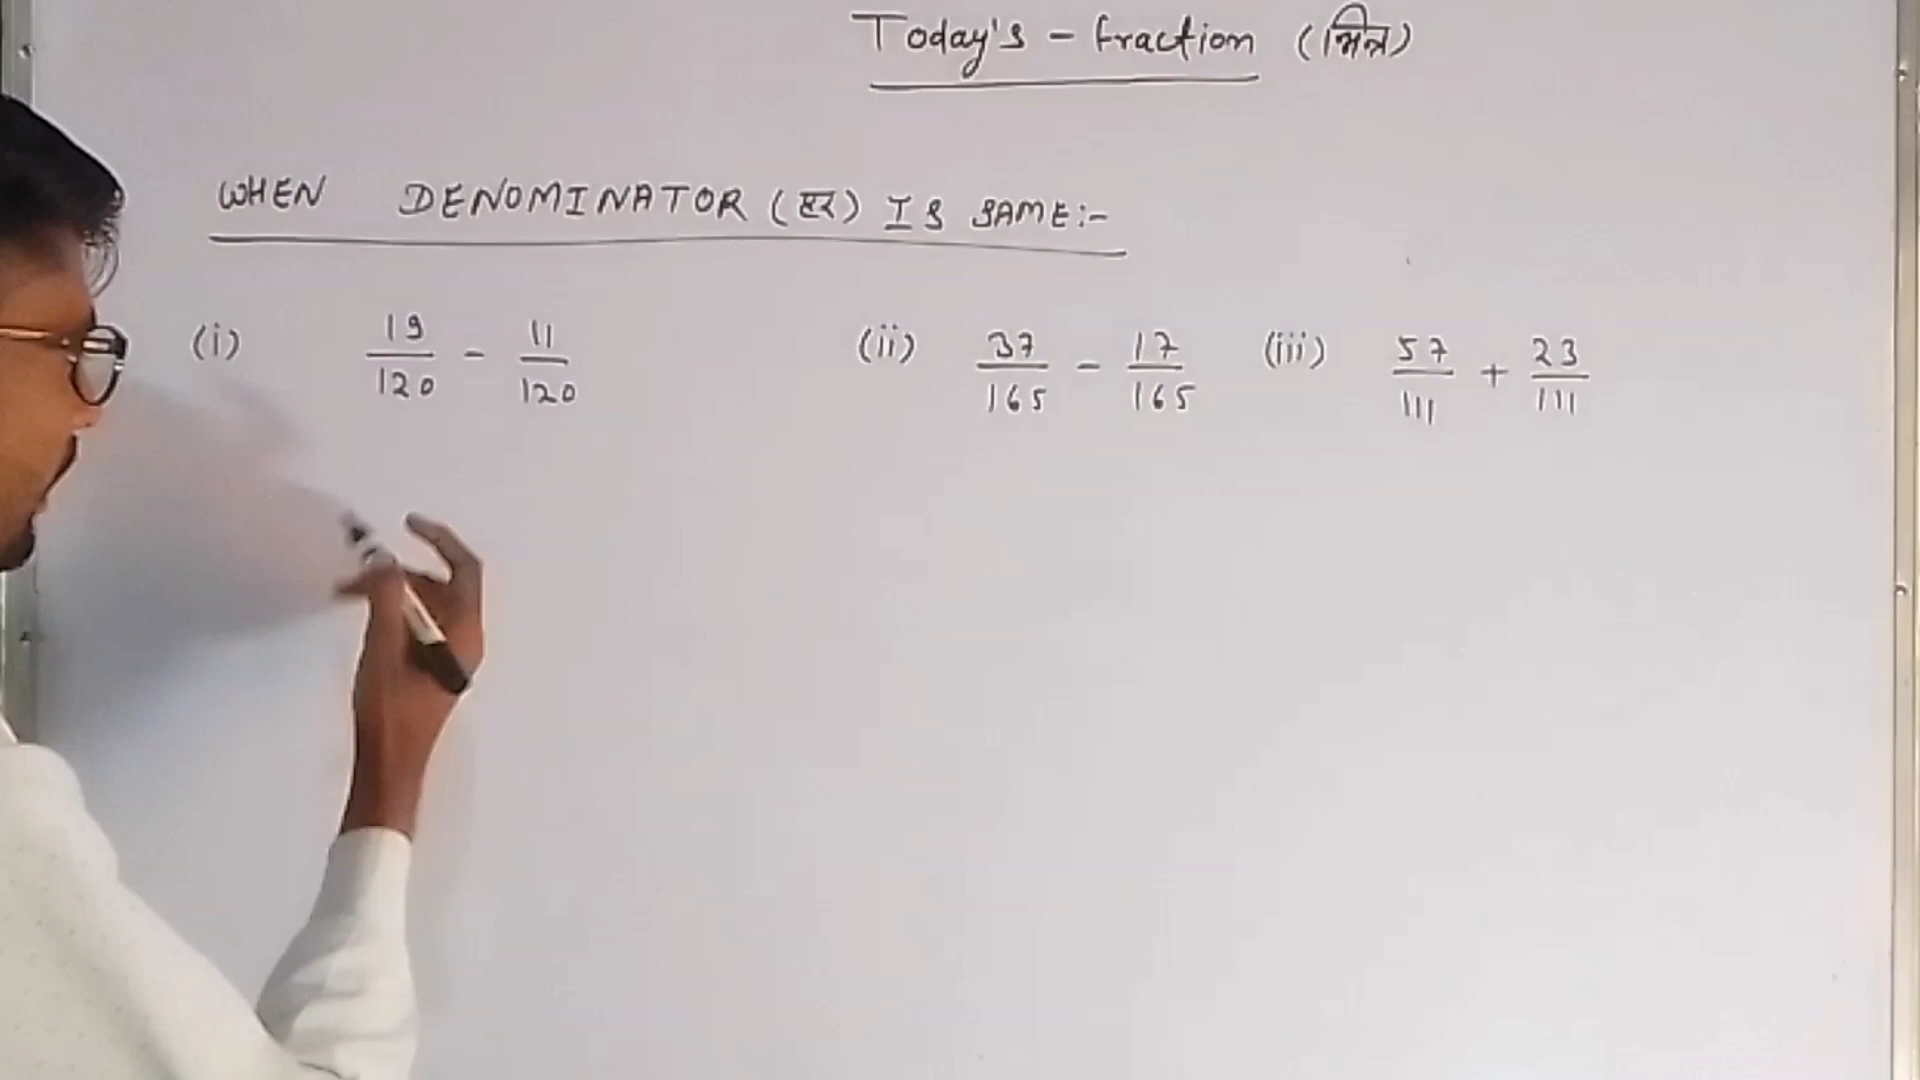 Today's - fraction (भिन्न)
WHEN DENOMINATOR (हर) IS SAME:-
(i) 19/120 - 11/120 (ii) 37/165 - 17/165 (iii) 57/111 + 23/111